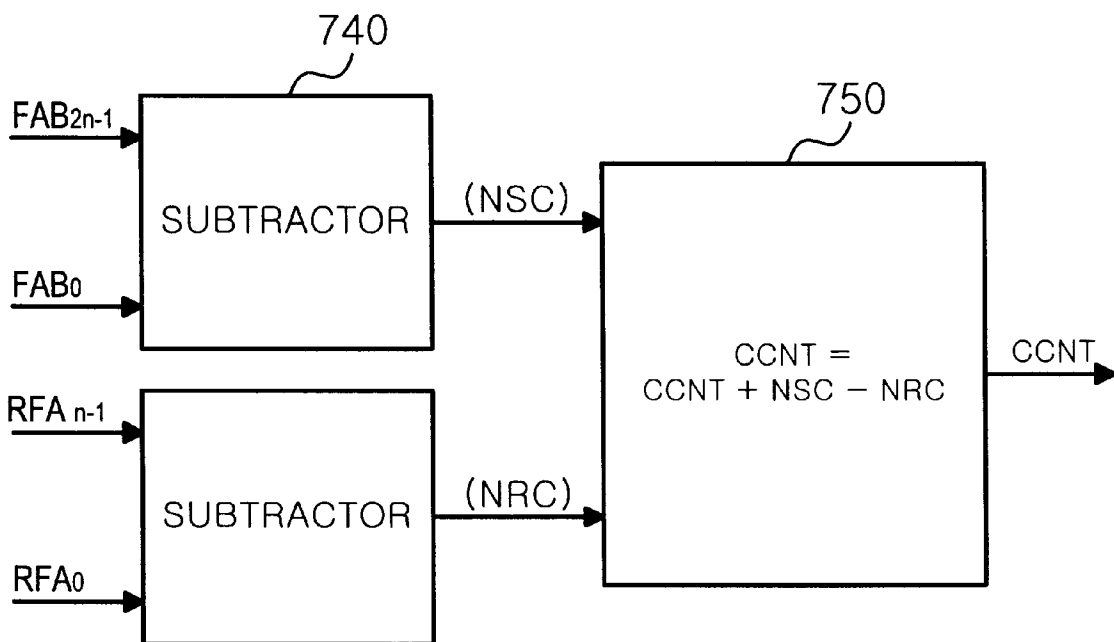 740
FAB2n-1
SUBTRACTOR
FAB0
(NSC)
750
CCNT =
CCNT + NSC - NRC
CCNT
RFA n-1
SUBTRACTOR
RFA0
(NRC)